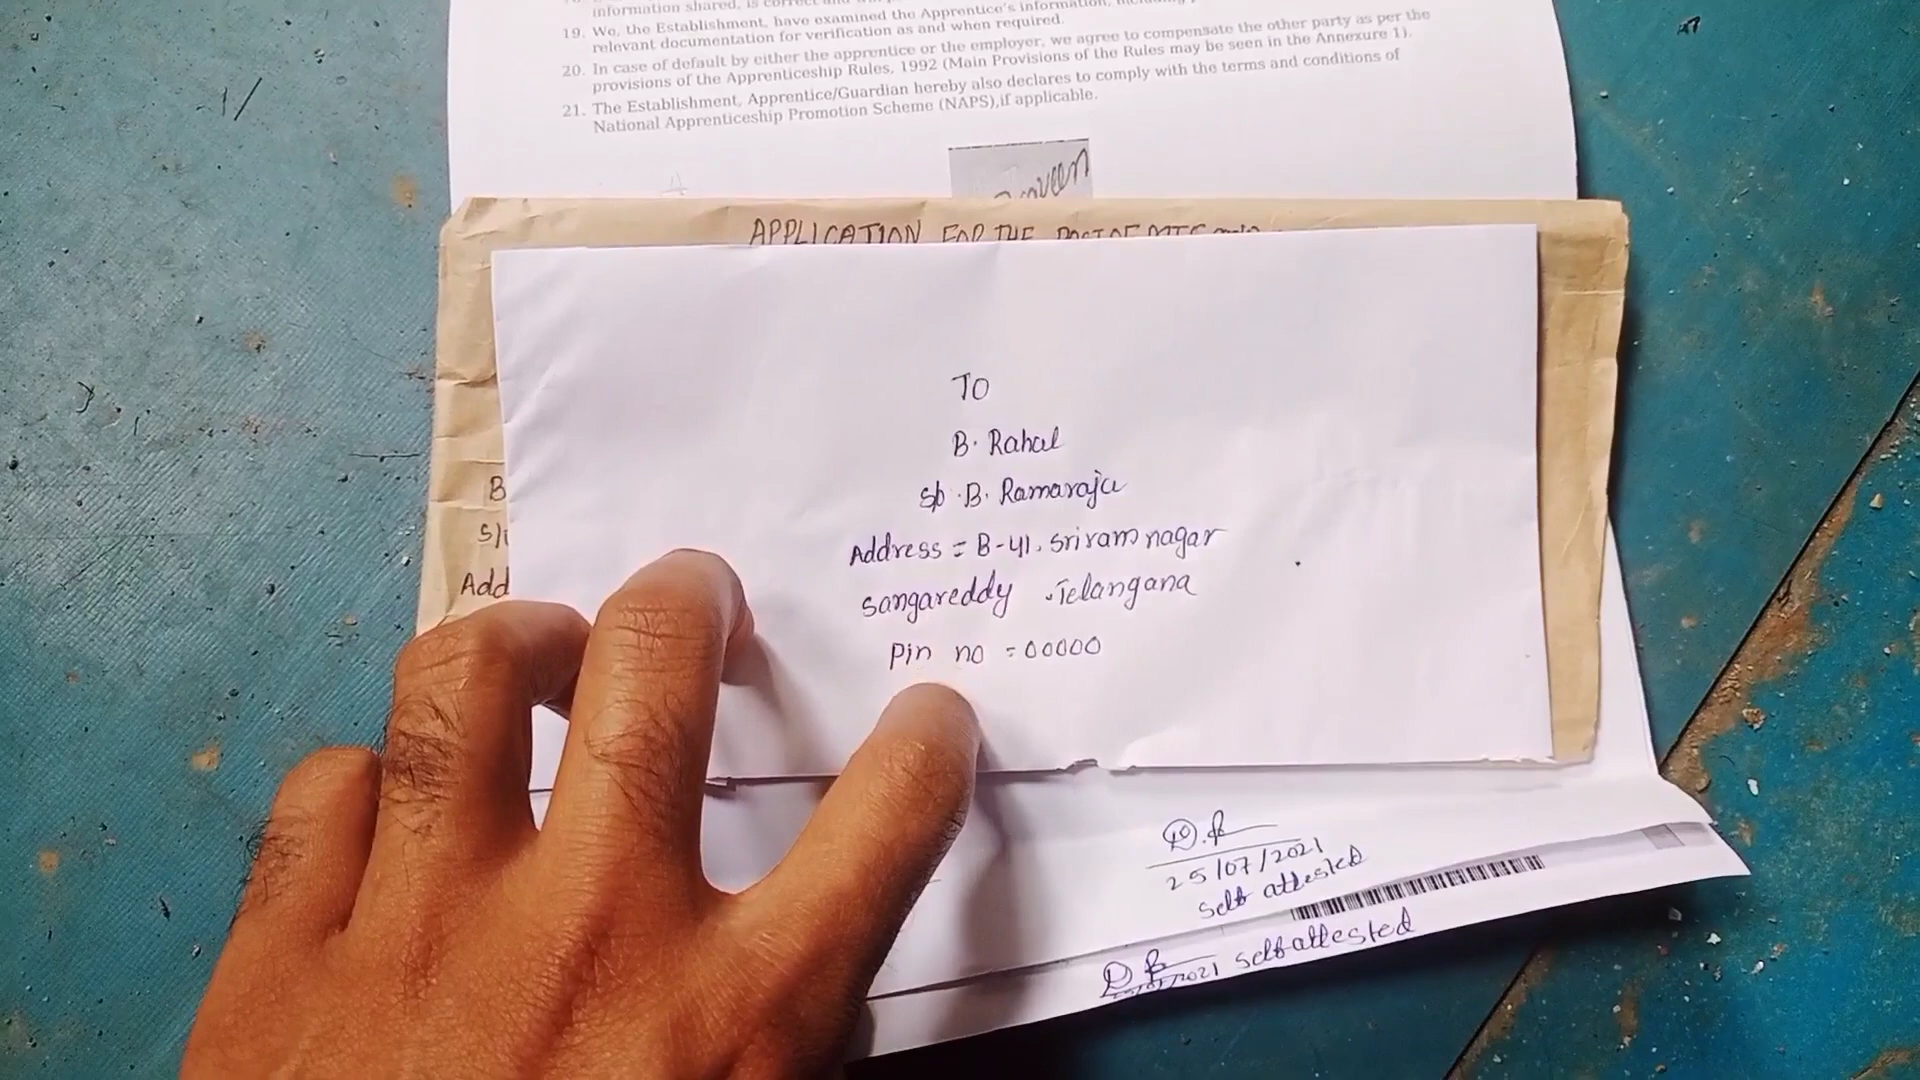 information shared, is correct and
19. We, the Establishment, have examined the Apprentice's information, including
relevant documentation for verification as and when required.
20. In case of default by either the apprentice or the employer, we agree to compensate the other party as per the
provisions of the Apprenticeship Rules, 1992 (Main Provisions of the Rules may be seen in the Annexure 1).
21. The Establishment, Apprentice/Guardian hereby also declares to comply with the terms and conditions of
National Apprenticeship Promotion Scheme (NAPS),if applicable.
APPLICATION FOR THE POST OF
B
S/
Add
TO
B. Rahul
S/o .B. Ramaraju
Address = B-41, Sriram nagar
Sangareddy Telangana
Pin no = 00000
25/07/2021
Self attested
Self attested